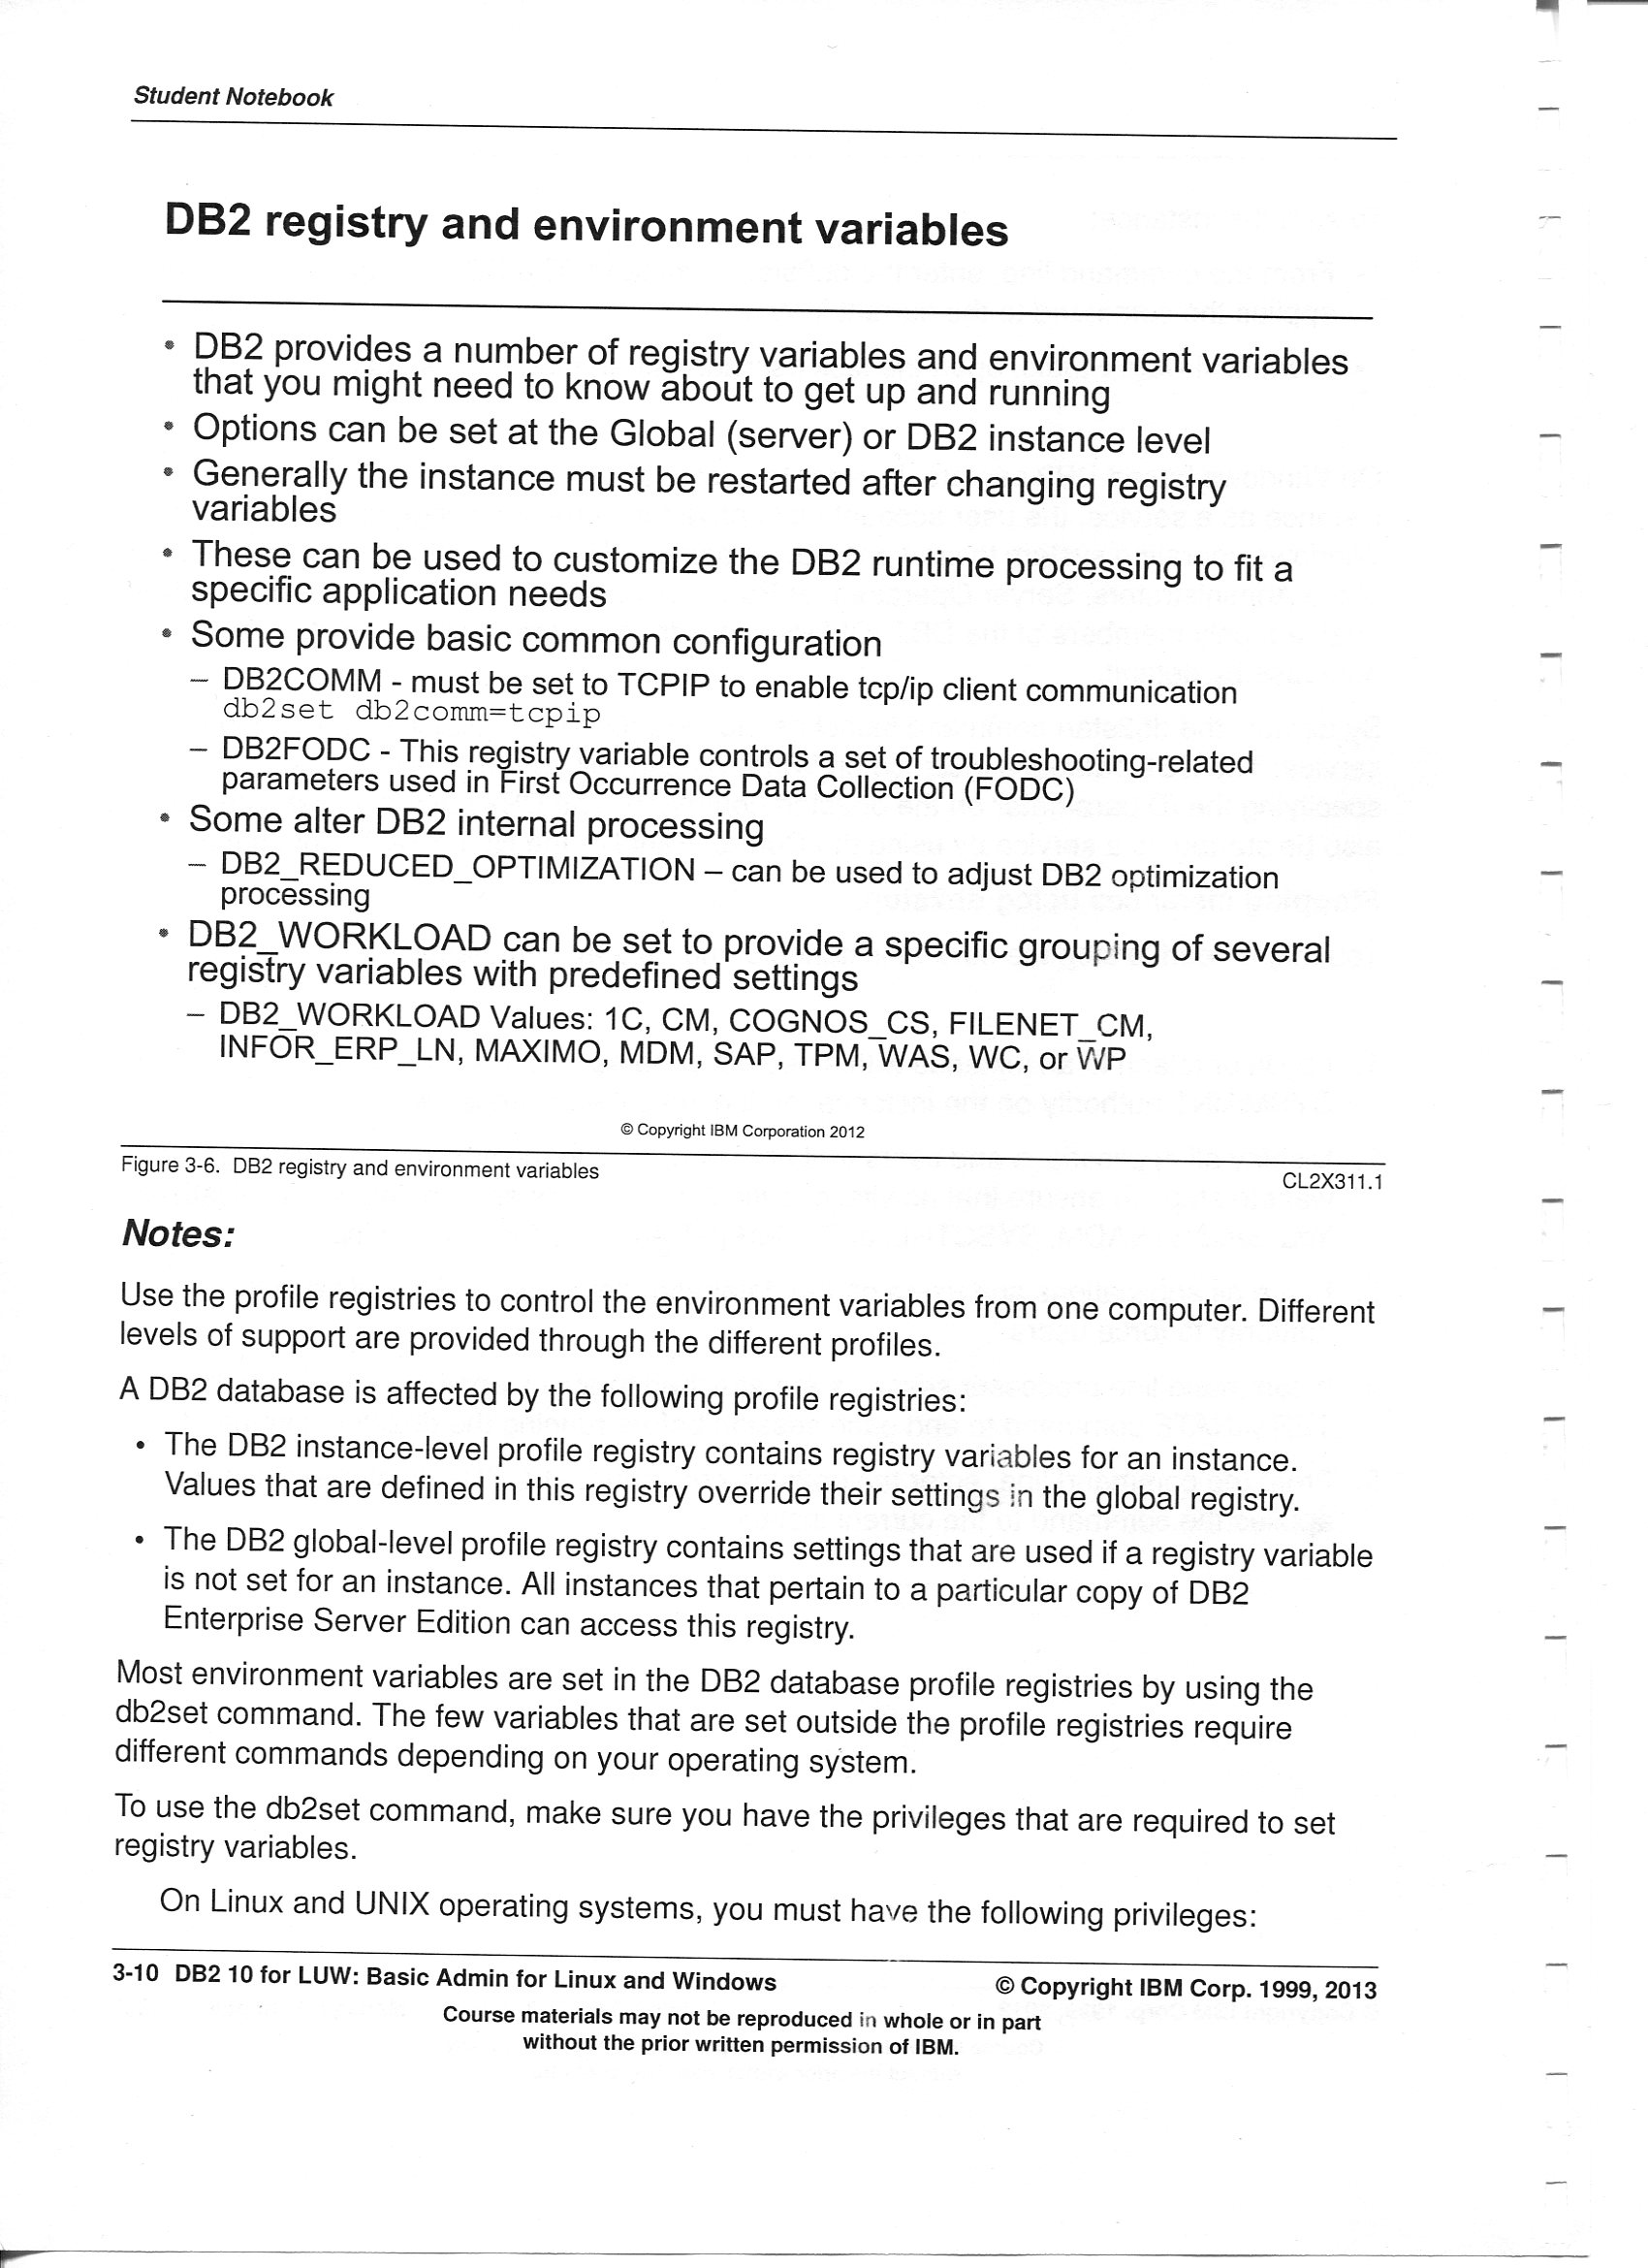 Student Notebook
DB2 registry and environment variables
• DB2 provides a number of registry variables and environment variables
that you might need to know about to get up and running
• Options can be set at the Global (server) or DB2 instance level
• Generally the instance must be restarted after changing registry
variables
• These can be used to customize the DB2 runtime processing to fit a
specific application needs
• Some provide basic common configuration
– DB2COMM - must be set to TCPIP to enable tcp/ip client communication
db2set db2comm=tcpip
– DB2FODC - This registry variable controls a set of troubleshooting-related
parameters used in First Occurrence Data Collection (FODC)
• Some alter DB2 internal processing
– DB2_REDUCED_OPTIMIZATION – can be used to adjust DB2 optimization
processing
• DB2_WORKLOAD can be set to provide a specific grouping of several
registry variables with predefined settings
– DB2_WORKLOAD Values: 1C, CM, COGNOS_CS, FILENET_CM,
INFOR_ERP_LN, MAXIMO, MDM, SAP, TPM, WAS, WC, or WP
© Copyright IBM Corporation 2012
Figure 3-6. DB2 registry and environment variables
CL2X311.1
Notes:
Use the profile registries to control the environment variables from one computer. Different
levels of support are provided through the different profiles.
A DB2 database is affected by the following profile registries:
• The DB2 instance-level profile registry contains registry variables for an instance.
Values that are defined in this registry override their settings in the global registry.
• The DB2 global-level profile registry contains settings that are used if a registry variable
is not set for an instance. All instances that pertain to a particular copy of DB2
Enterprise Server Edition can access this registry.
Most environment variables are set in the DB2 database profile registries by using the
db2set command. The few variables that are set outside the profile registries require
different commands depending on your operating system.
To use the db2set command, make sure you have the privileges that are required to set
registry variables.
On Linux and UNIX operating systems, you must have the following privileges:
3-10 DB2 10 for LUW: Basic Admin for Linux and Windows
© Copyright IBM Corp. 1999, 2013
Course materials may not be reproduced in whole or in part
without the prior written permission of IBM.